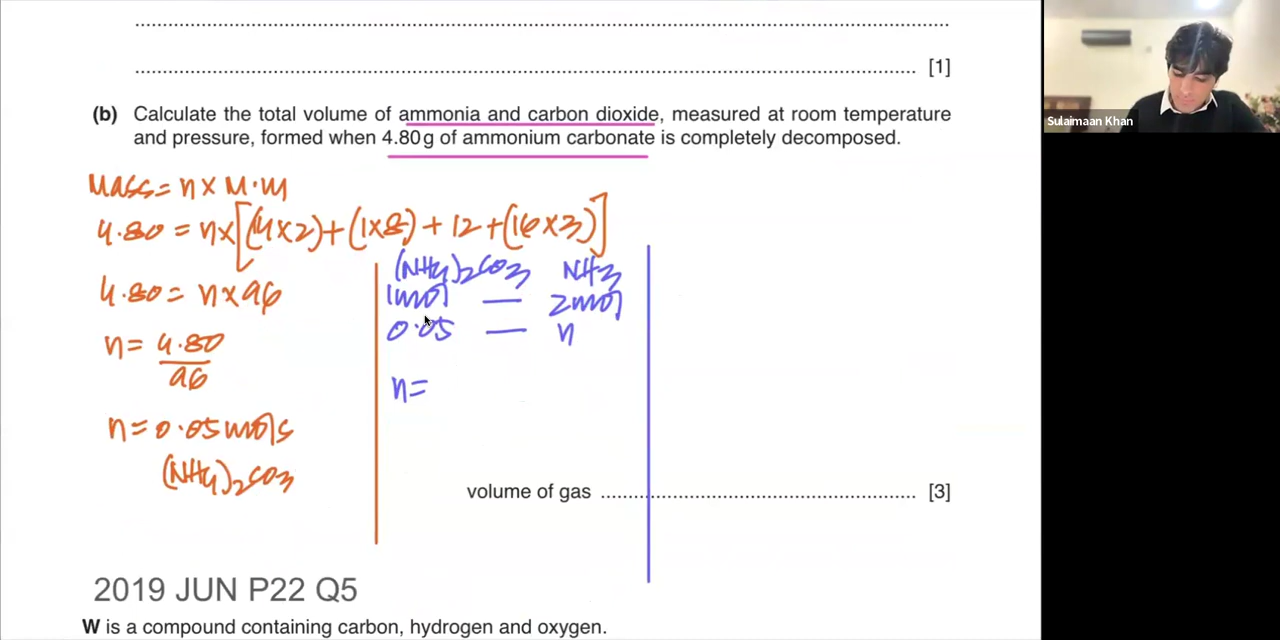 [1]
(b) Calculate the total volume of ammonia and carbon dioxide, measured at room temperature
and pressure, formed when 4.80 g of ammonium carbonate is completely decomposed.
Sulaimaan Khan
Mass = n × M.M
4.80 = n × [(14×2) + (1×8) + 12 + (16×3)]
4.80 = n × 96
n = 4.80
96
n = 0.05 mols
(NH4)2CO3
(NH4)2CO3 NH3
1mol — 2mol
0.05 — n
n =
volume of gas ........................................................ [3]
2019 JUN P22 Q5
W is a compound containing carbon, hydrogen and oxygen.